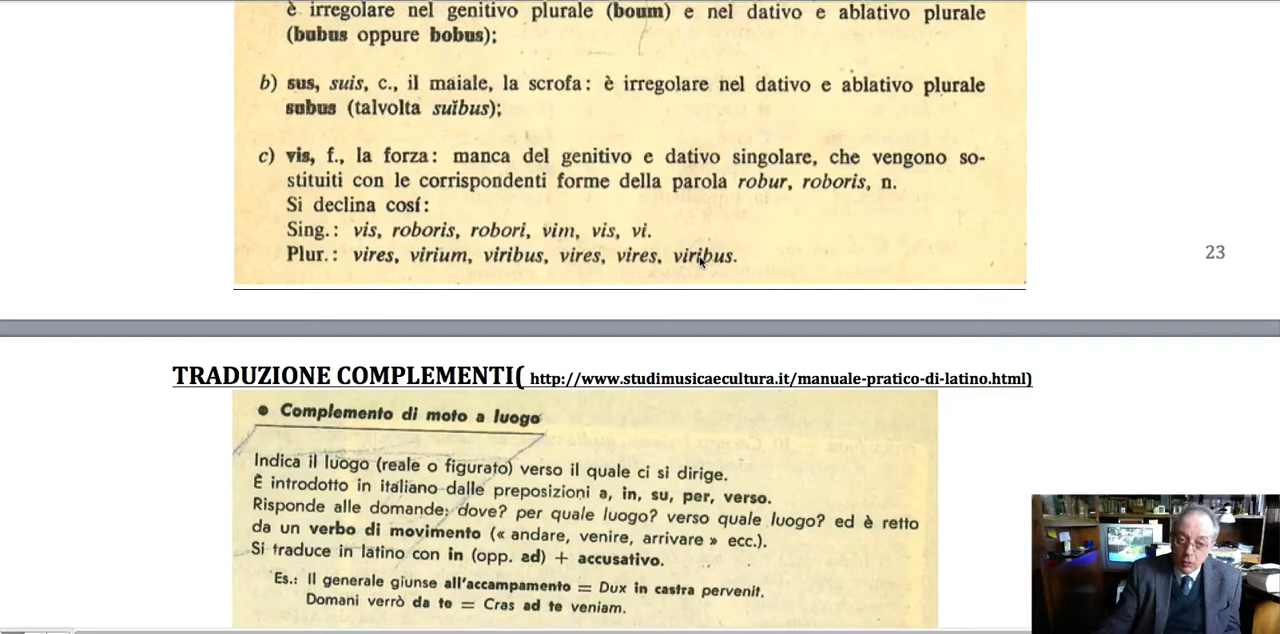 è irregolare nel genitivo plurale (boum) e nel dativo e ablativo plurale
(bubus oppure bobus);
b) sus, suis, c., il maiale, la scrofa: è irregolare nel dativo e ablativo plurale
subus (talvolta suĭbus);
c) vis, f., la forza: manca del genitivo e dativo singolare, che vengono so-
stituiti con le corrispondenti forme della parola robur, roboris, n.
Si declina cosí:
Sing.: vis, roboris, robori, vim, vis, vi.
Plur.: vires, virium, viribus, vires, vires, viribus.
23
TRADUZIONE COMPLEMENTI( http://www.studimusicaecultura.it/manuale-pratico-di-latino.html)
● Complemento di moto a luogo
Indica il luogo (reale o figurato) verso il quale ci si dirige.
È introdotto in italiano dalle preposizioni a, in, su, per, verso.
Risponde alle domande: dove? per quale luogo? verso quale luogo? ed è retto
da un verbo di movimento (« andare, venire, arrivare » ecc.).
Si traduce in latino con in (opp. ad) + accusativo.
Es.: Il generale giunse all'accampamento = Dux in castra pervenit.
Domani verrò da te = Cras ad te veniam.